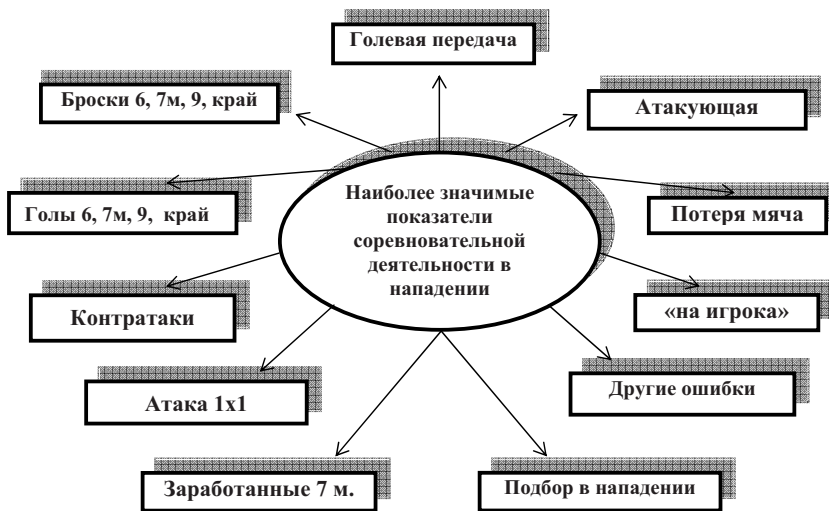 Голевая передача
Броски 6, 7м, 9, край
Атакующая
Голы 6, 7м, 9, край
Наиболее значимые
показатели
соревновательной
деятельности в
нападении
Потеря мяча
Контратаки
«на игрока»
Атака 1х1
Другие ошибки
Заработанные 7 м.
Подбор в нападении